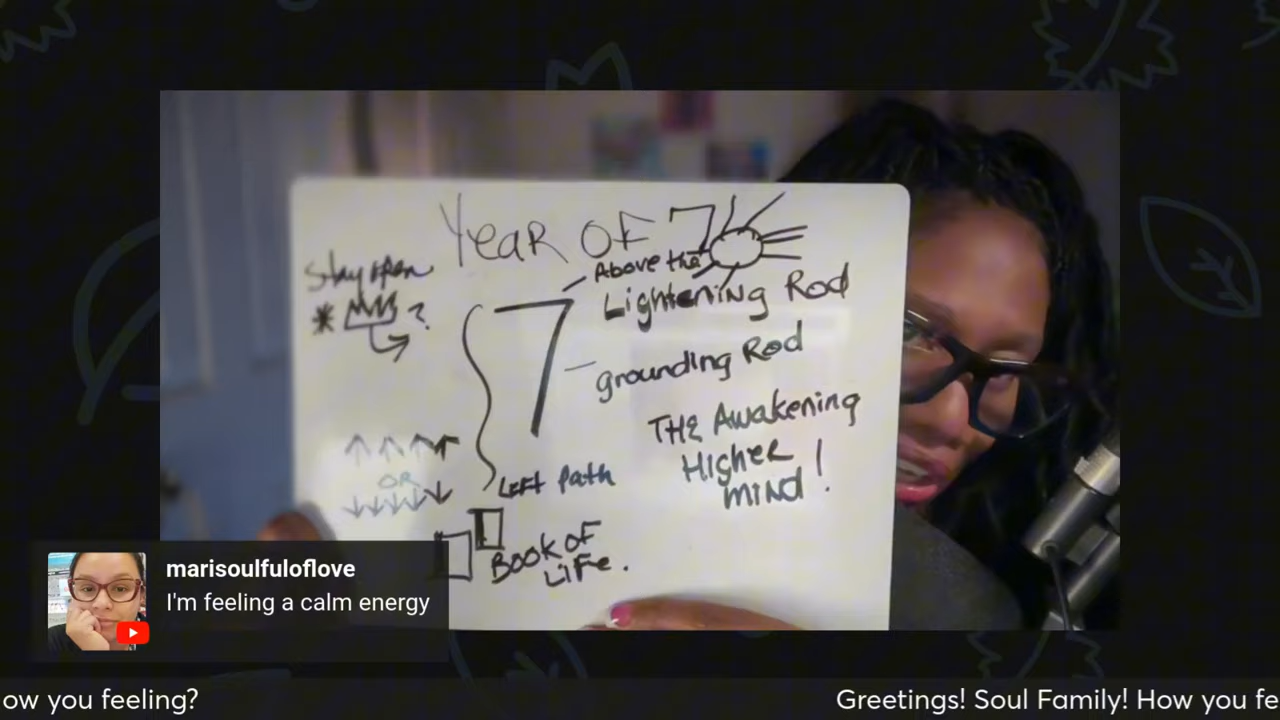 YEAR OF 7
Stay open
* ?
Above the
Lightening Rod
7
grounding Rod
THE Awakening
Higher
mind!
↑ ↑ ↑ ↑
OR
↓ ↓ ↓ ↓ ↓
LEFT Path
BOOK OF
LIFE.
marisoulfuloflove
I'm feeling a calm energy
ow you feeling?
Greetings! Soul Family! How you fe